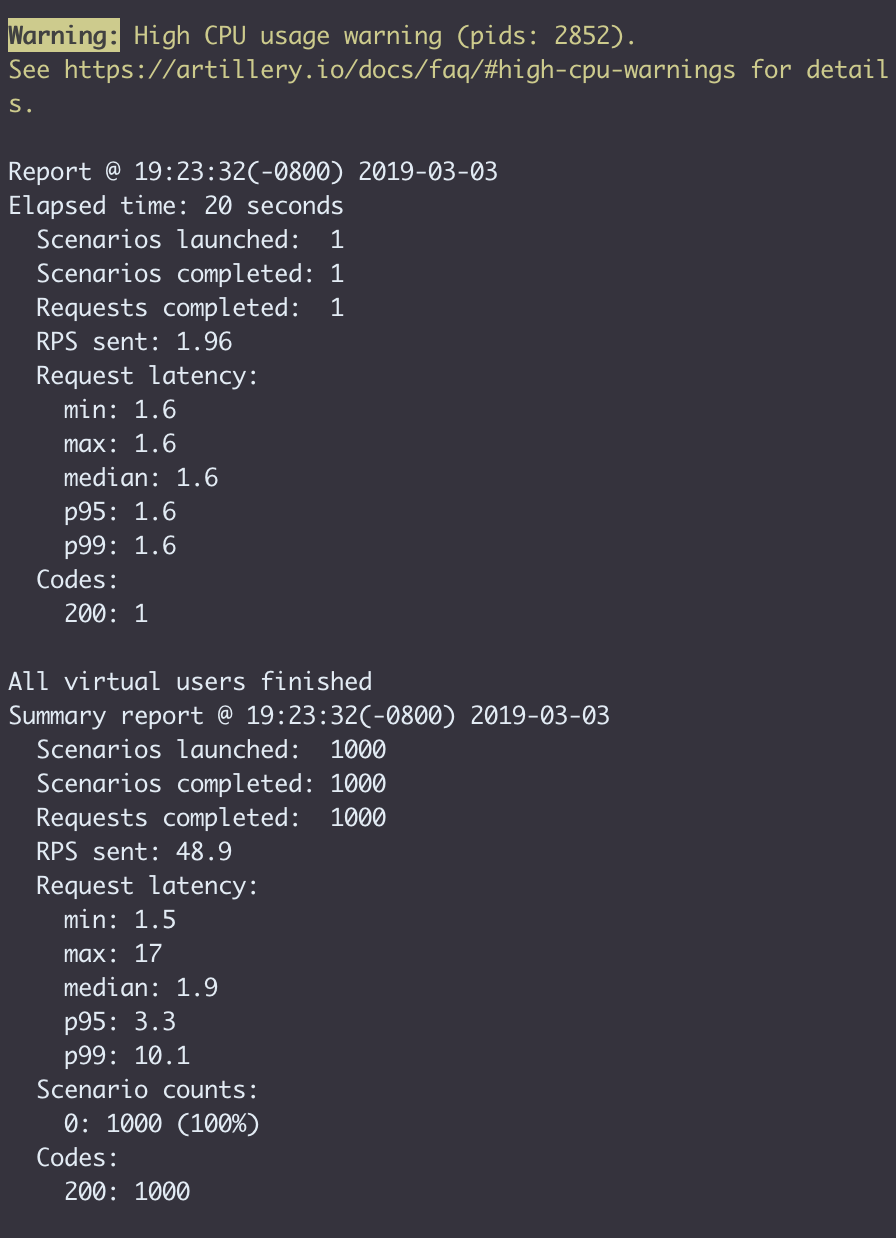 Warning: High CPU usage warning (pids: 2852).
See https://artillery.io/docs/faq/#high-cpu-warnings for detail
s.
Report @ 19:23:32(-0800) 2019-03-03
Elapsed time: 20 seconds
Scenarios launched: 1
Scenarios completed: 1
Requests completed: 1
RPS sent: 1.96
Request latency:
min: 1.6
max: 1.6
median: 1.6
p95: 1.6
p99: 1.6
Codes:
200: 1
All virtual users finished
Summary report @ 19:23:32(-0800) 2019-03-03
Scenarios launched: 1000
Scenarios completed: 1000
Requests completed: 1000
RPS sent: 48.9
Request latency:
min: 1.5
max: 17
median: 1.9
p95: 3.3
p99: 10.1
Scenario counts:
0: 1000 (100%)
Codes:
200: 1000